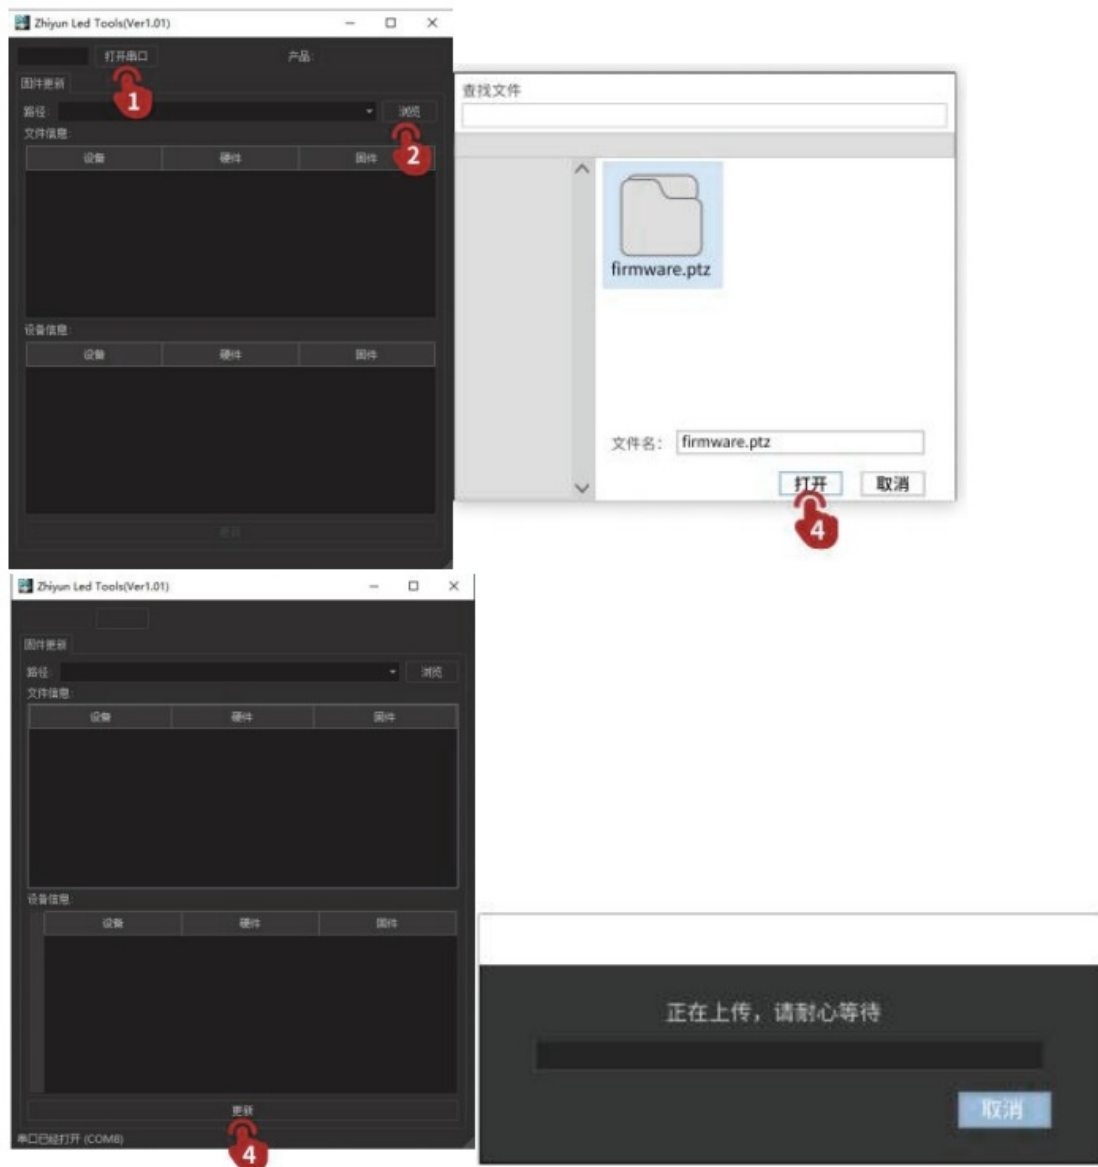 Zhiyun Led Tools(Ver1.01)
打开串口
产品:
固件更新
1
路径:
浏览
文件信息:
2
设备 硬件 固件
设备信息:
设备 硬件 固件
更新
查找文件
firmware.ptz
文件名: firmware.ptz
打开 取消
4
Zhiyun Led Tools(Ver1.01)
固件更新
路径: 浏览
文件信息:
设备 硬件 固件
设备信息:
设备 硬件 固件
更新
串口已经打开 (COM8)
4
正在上传，请耐心等待
取消